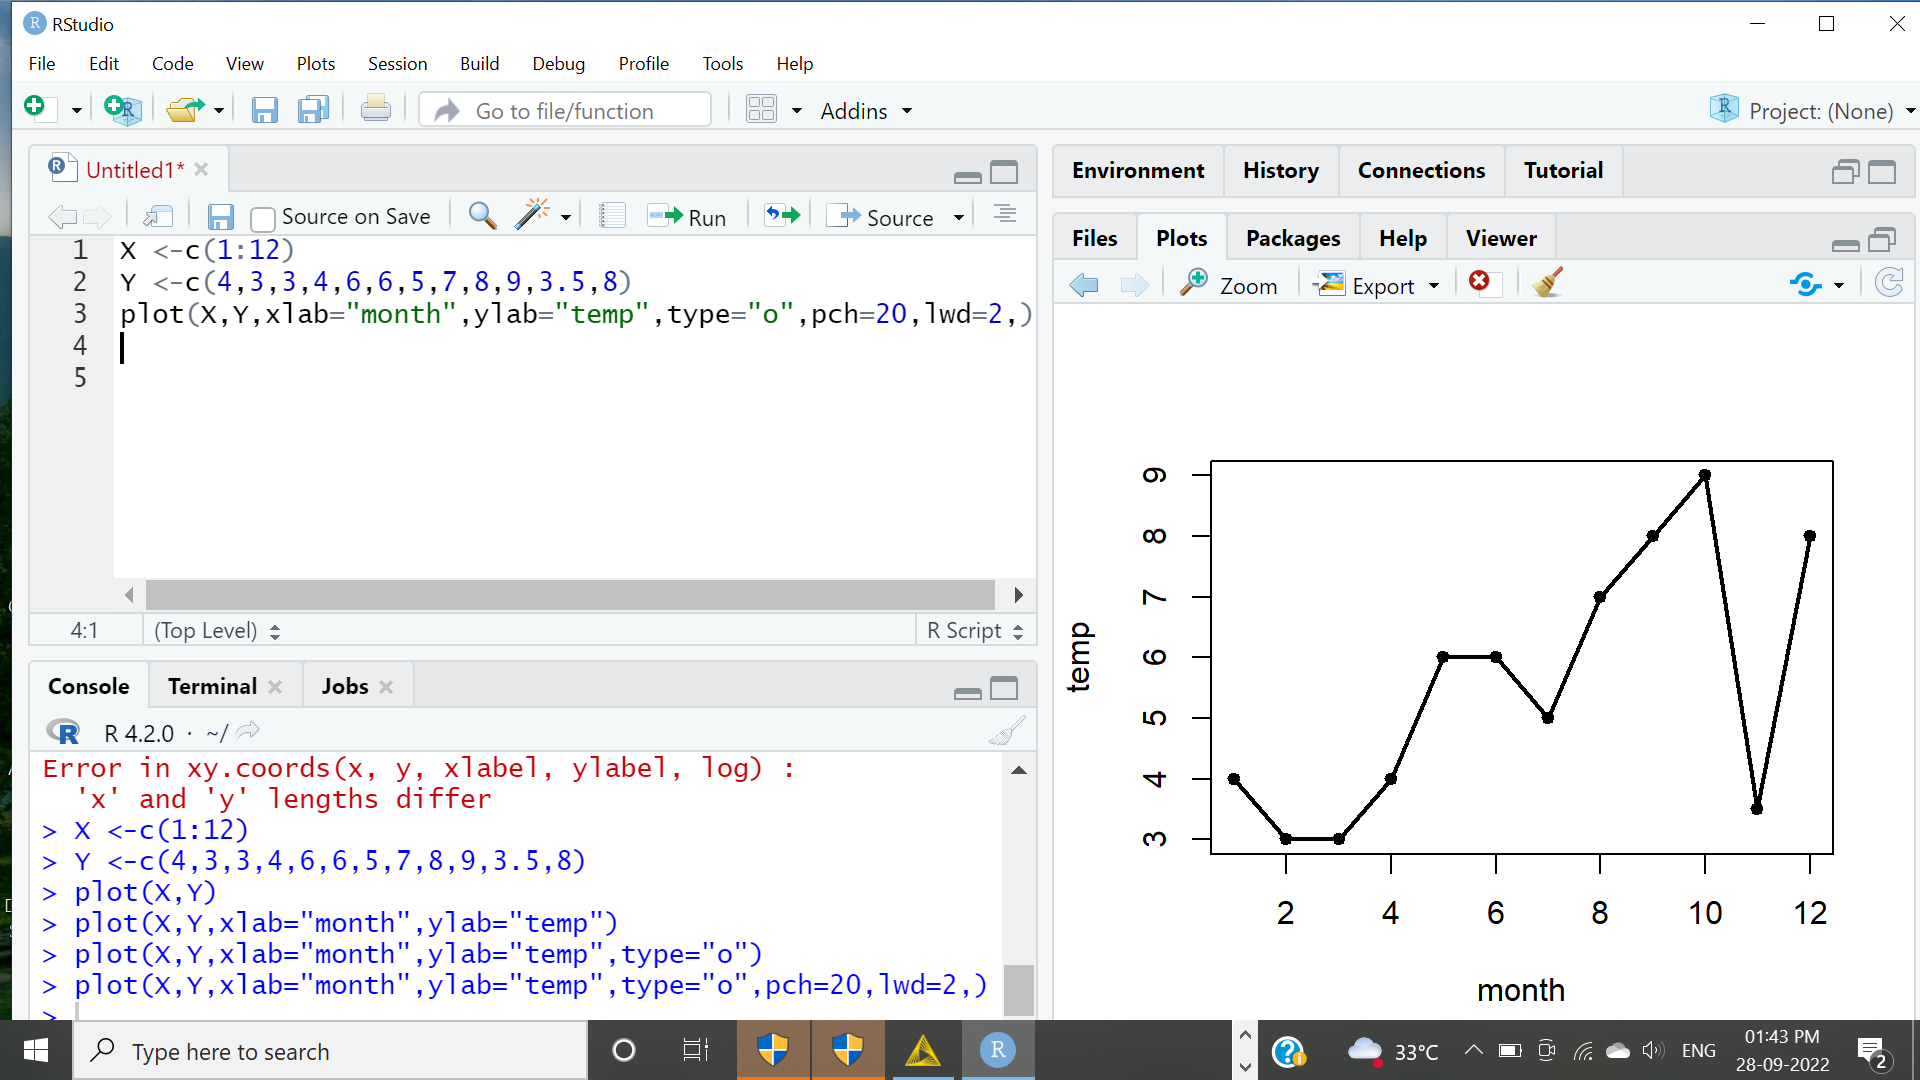 RStudio
File Edit Code View Plots Session Build Debug Profile Tools Help
Go to file/function Addins Project: (None)
Untitled1*
Source on Save Run Source
1 X <-c(1:12)
2 Y <-c(4,3,3,4,6,6,5,7,8,9,3.5,8)
3 plot(X,Y,xlab="month",ylab="temp",type="o",pch=20,lwd=2,)
4
5
4:1 (Top Level) R Script
Console Terminal Jobs
R 4.2.0 · ~/
Error in xy.coords(x, y, xlabel, ylabel, log) :
'x' and 'y' lengths differ
> X <-c(1:12)
> Y <-c(4,3,3,4,6,6,5,7,8,9,3.5,8)
> plot(X,Y)
> plot(X,Y,xlab="month",ylab="temp")
> plot(X,Y,xlab="month",ylab="temp",type="o")
> plot(X,Y,xlab="month",ylab="temp",type="o",pch=20,lwd=2,)
>
Environment History Connections Tutorial
Files Plots Packages Help Viewer
Zoom Export
9
8
7
6
5
4
3
temp
2 4 6 8 10 12
month
Type here to search
33°C ENG
01:43 PM
28-09-2022
2